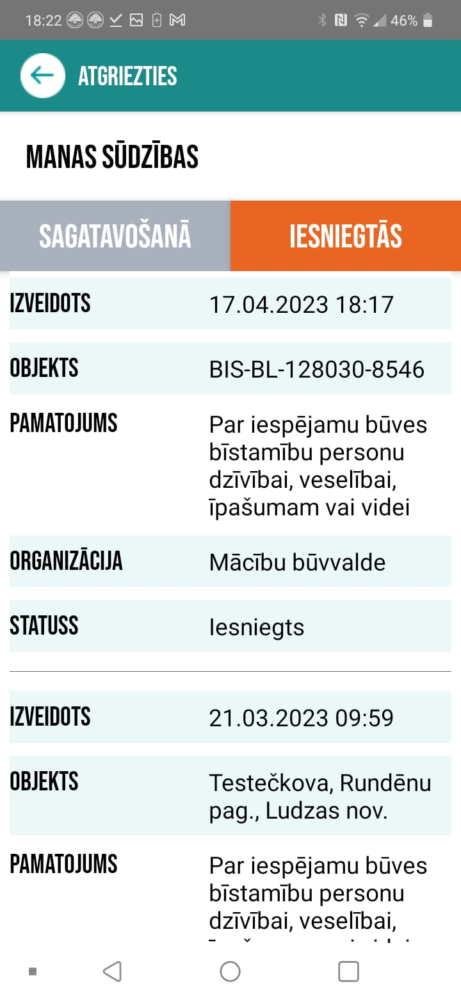 18:22 46%
ATGRIEZTIES
MANAS SŪDZĪBAS
SAGATAVOŠANĀ IESNIEGTĀS
IZVEIDOTS 17.04.2023 18:17
OBJEKTS BIS-BL-128030-8546
PAMATOJUMS Par iespējamu būves
bīstamību personu
dzīvībai, veselībai,
īpašumam vai videi
ORGANIZĀCIJA Mācību būvvalde
STATUSS Iesniegts
IZVEIDOTS 21.03.2023 09:59
OBJEKTS Testečkova, Rundēnu
pag., Ludzas nov.
PAMATOJUMS Par iespējamu būves
bīstamību personu
dzīvībai, veselībai,